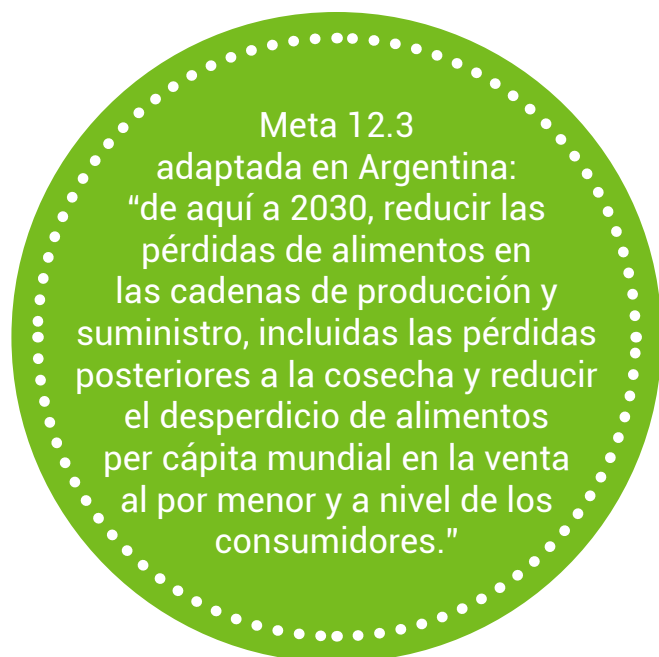 Meta 12.3
adaptada en Argentina:
“de aquí a 2030, reducir las
pérdidas de alimentos en
las cadenas de producción y
suministro, incluidas las pérdidas
posteriores a la cosecha y reducir
el desperdicio de alimentos
per cápita mundial en la venta
al por menor y a nivel de los
consumidores.”